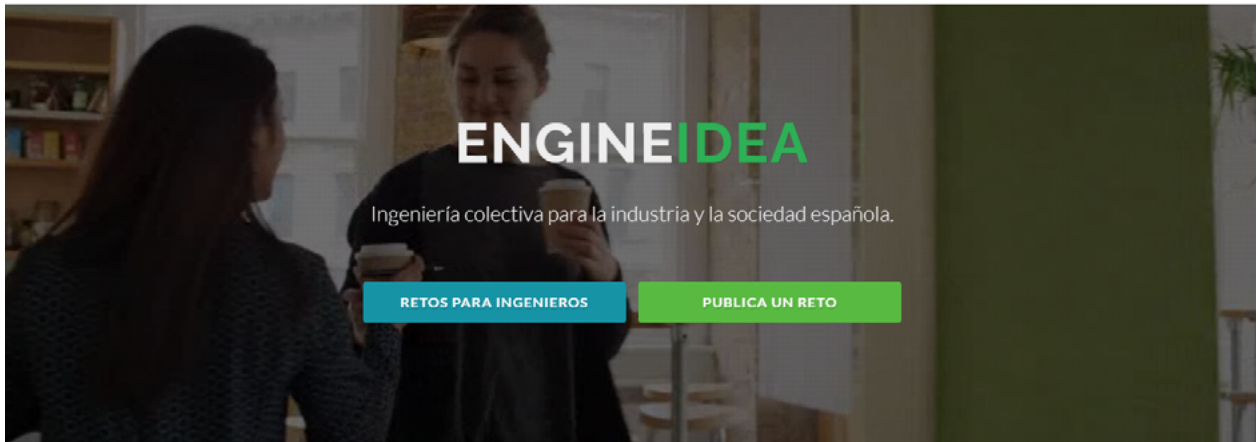 ENGINEIDEA
Ingeniería colectiva para la industria y la sociedad española.
RETOS PARA INGENIEROS
PUBLICA UN RETO